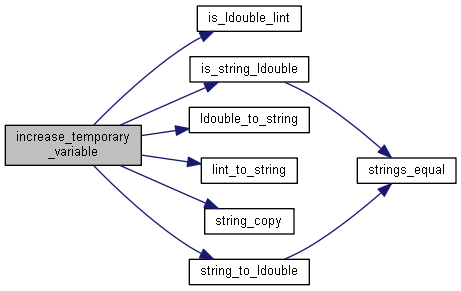 is_ldouble_lint
is_string_ldouble
ldouble_to_string
increase_temporary
_variable
lint_to_string
strings_equal
string_copy
string_to_ldouble